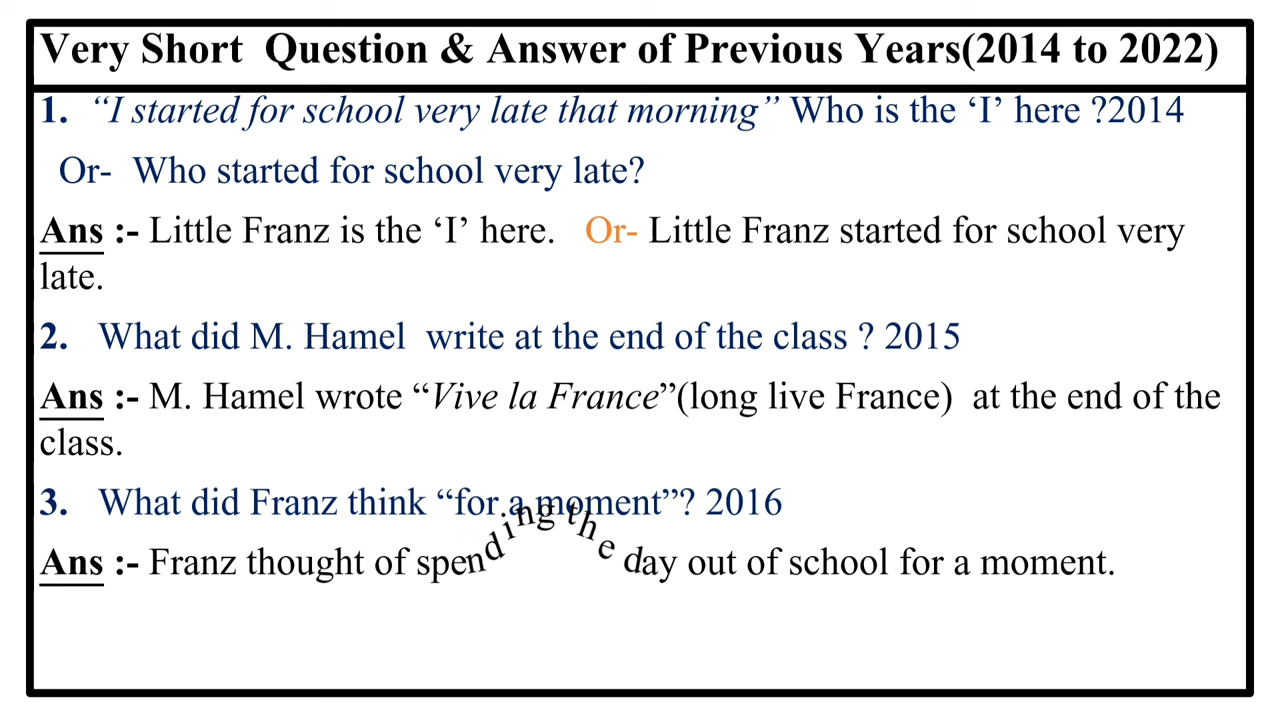 Very Short Question & Answer of Previous Years(2014 to 2022)
1. “I started for school very late that morning” Who is the ‘I’ here ?2014
Or- Who started for school very late?
Ans :- Little Franz is the ‘I’ here. Or- Little Franz started for school very
late.
2. What did M. Hamel write at the end of the class ? 2015
Ans :- M. Hamel wrote “Vive la France”(long live France) at the end of the
class.
3. What did Franz think “for a moment”? 2016
Ans :- Franz thought of spending the day out of school for a moment.